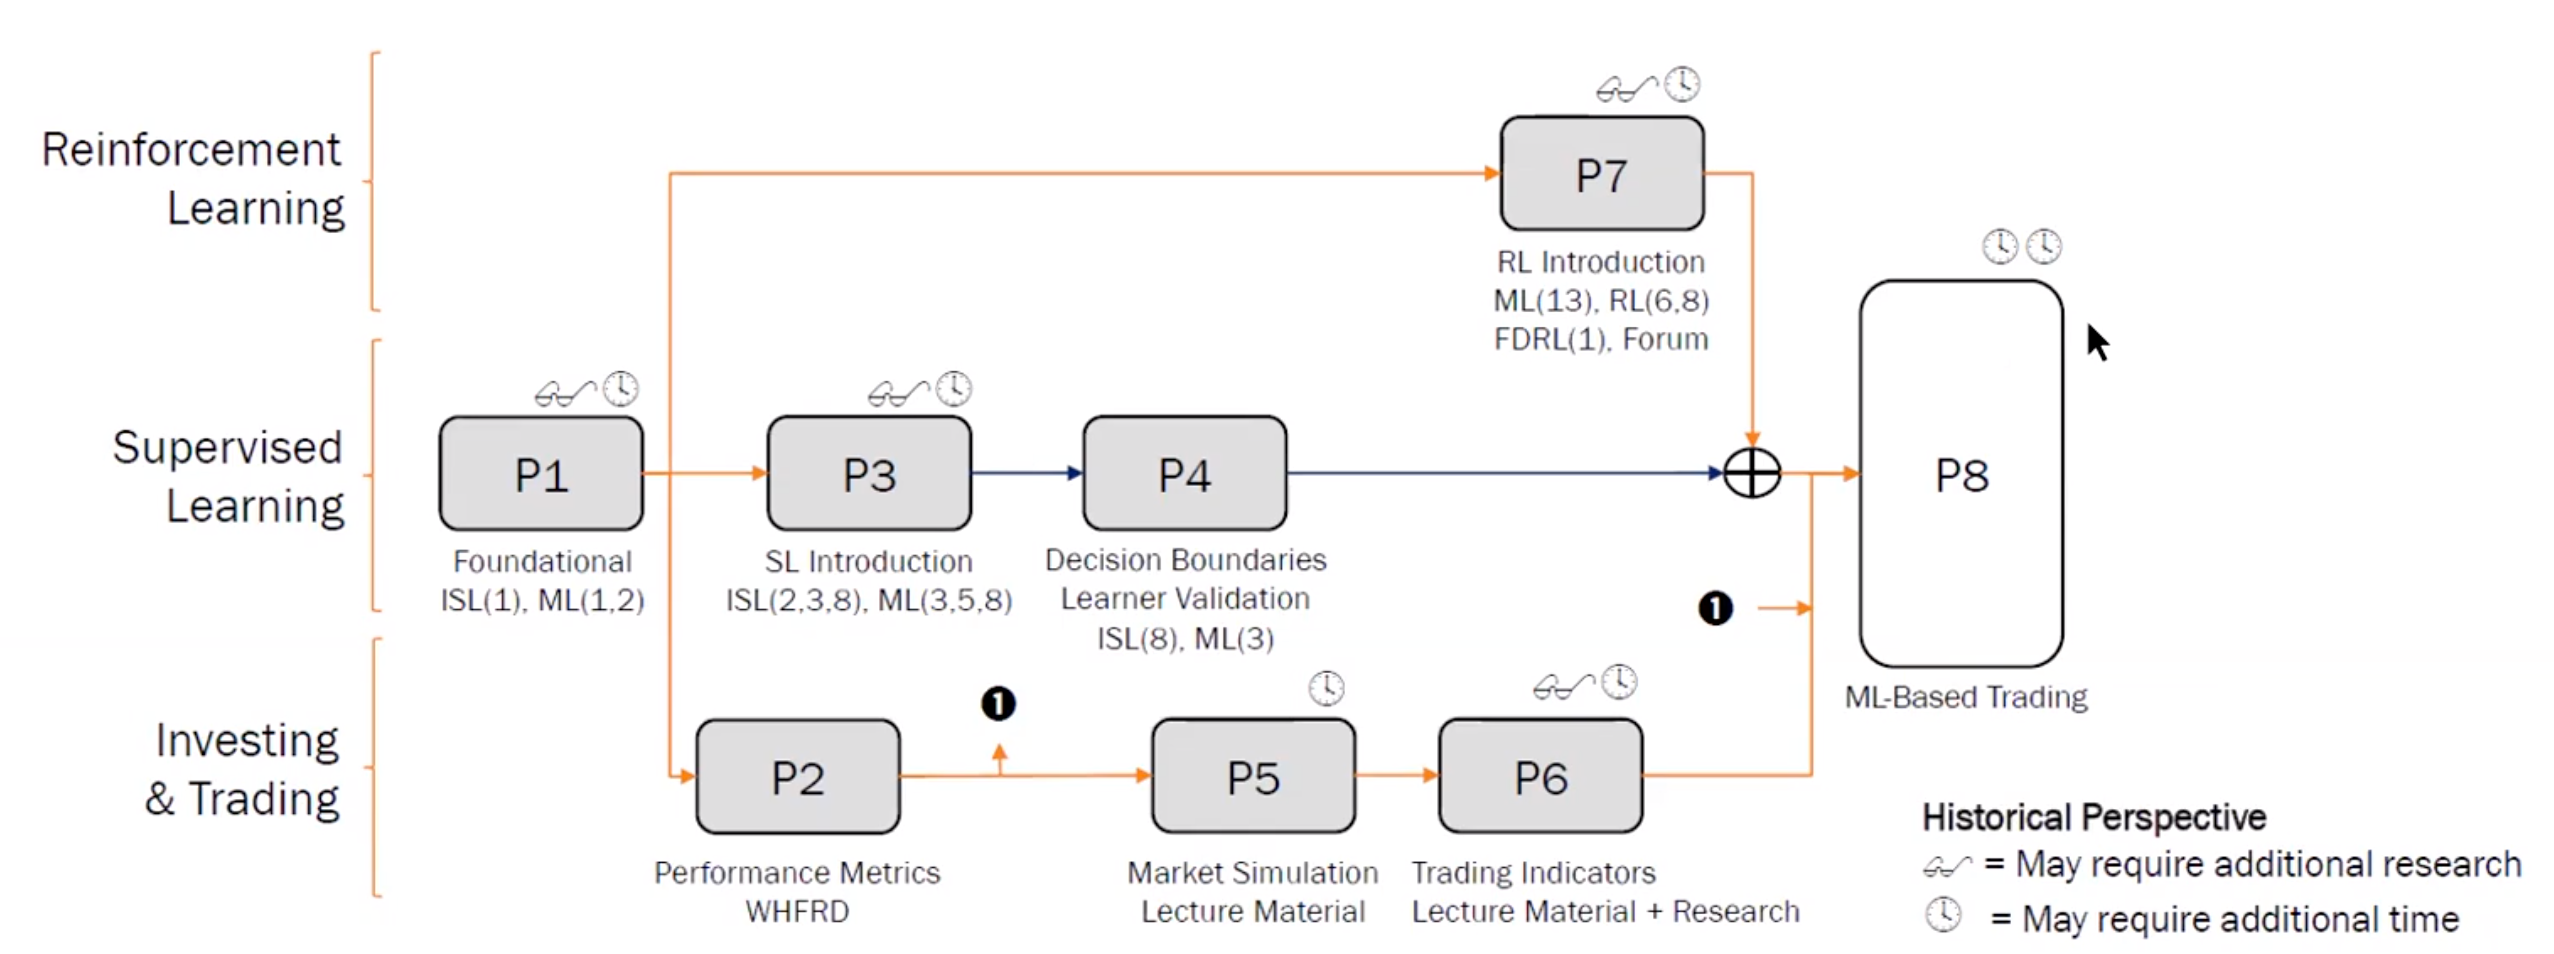 Reinforcement
Learning
P7
RL Introduction
ML(13), RL(6,8)
FDRL(1), Forum
Supervised
Learning
P1
Foundational
ISL(1), ML(1,2)
P3
SL Introduction
ISL(2,3,8), ML(3,5,8)
P4
Decision Boundaries
Learner Validation
ISL(8), ML(3)
P8
ML-Based Trading
1
Investing
& Trading
P2
Performance Metrics
WHFRD
1
P5
Market Simulation
Lecture Material
P6
Trading Indicators
Lecture Material + Research
Historical Perspective
= May require additional research
= May require additional time